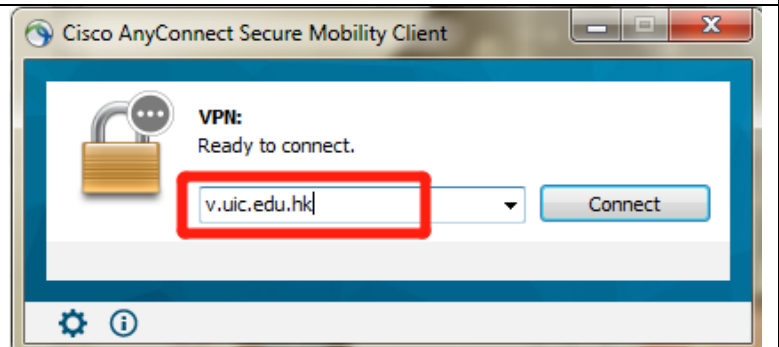 Cisco AnyConnect Secure Mobility Client
VPN:
Ready to connect.
v.uic.edu.hk
Connect